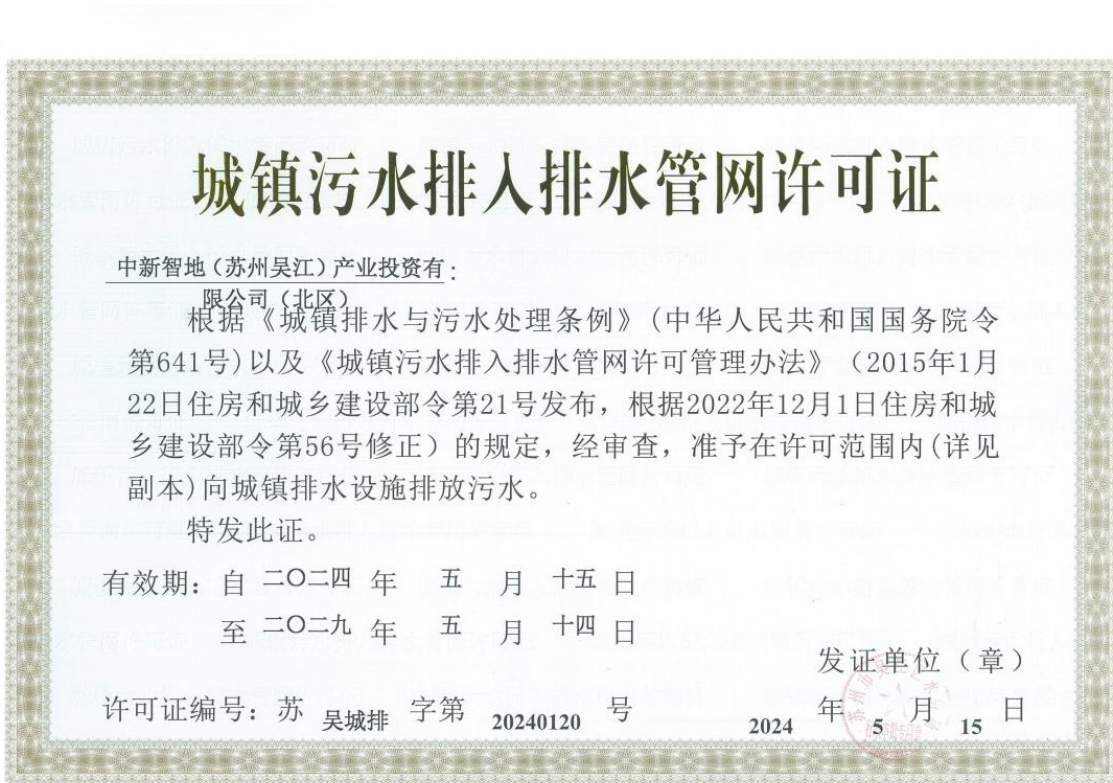 城镇污水排入排水管网许可证
中新智地（苏州吴江）产业投资有：
限公司（北区）
根据《城镇排水与污水处理条例》(中华人民共和国国务院令
第641号)以及《城镇污水排入排水管网许可管理办法》（2015年1月
22日住房和城乡建设部令第21号发布，根据2022年12月1日住房和城
乡建设部令第56号修正）的规定，经审查，准予在许可范围内(详见
副本)向城镇排水设施排放污水。
特发此证。
有效期：自 二〇二四 年 五 月 十五 日
至 二〇二九 年 五 月 十四 日
发证单位（章）
许可证编号：苏 吴城排 字第 20240120 号 2024 年 5 月 15 日